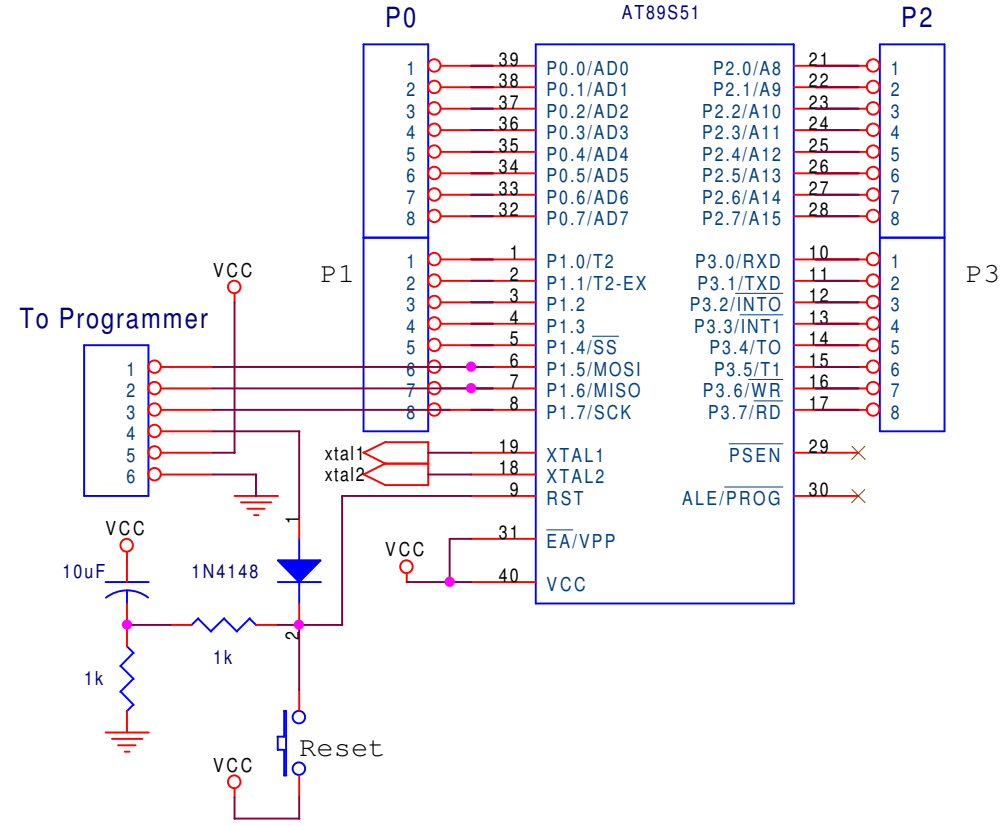 P0
AT89S51
P2
1 39 P0.0/AD0 P2.0/A8 21 1
2 38 P0.1/AD1 P2.1/A9 22 2
3 37 P0.2/AD2 P2.2/A10 23 3
4 36 P0.3/AD3 P2.3/A11 24 4
5 35 P0.4/AD4 P2.4/A12 25 5
6 34 P0.5/AD5 P2.5/A13 26 6
7 33 P0.6/AD6 P2.6/A14 27 7
8 32 P0.7/AD7 P2.7/A15 28 8
P1
P3
1 1 P1.0/T2 P3.0/RXD 10 1
2 2 P1.1/T2-EX P3.1/TXD 11 2
3 3 P1.2 P3.2/INTO 12 3
4 4 P1.3 P3.3/INT1 13 4
5 5 P1.4/SS P3.4/TO 14 5
6 6 P1.5/MOSI P3.5/T1 15 6
7 7 P1.6/MISO P3.6/WR 16 7
8 8 P1.7/SCK P3.7/RD 17 8
VCC
To Programmer
1
2
3
4
5
6
xtal1 19 XTAL1 PSEN 29
xtal2 18 XTAL2
9 RST ALE/PROG 30
31 EA/VPP
VCC
40 VCC
VCC
10uF
1
1N4148
2
1k
1k
Reset
VCC